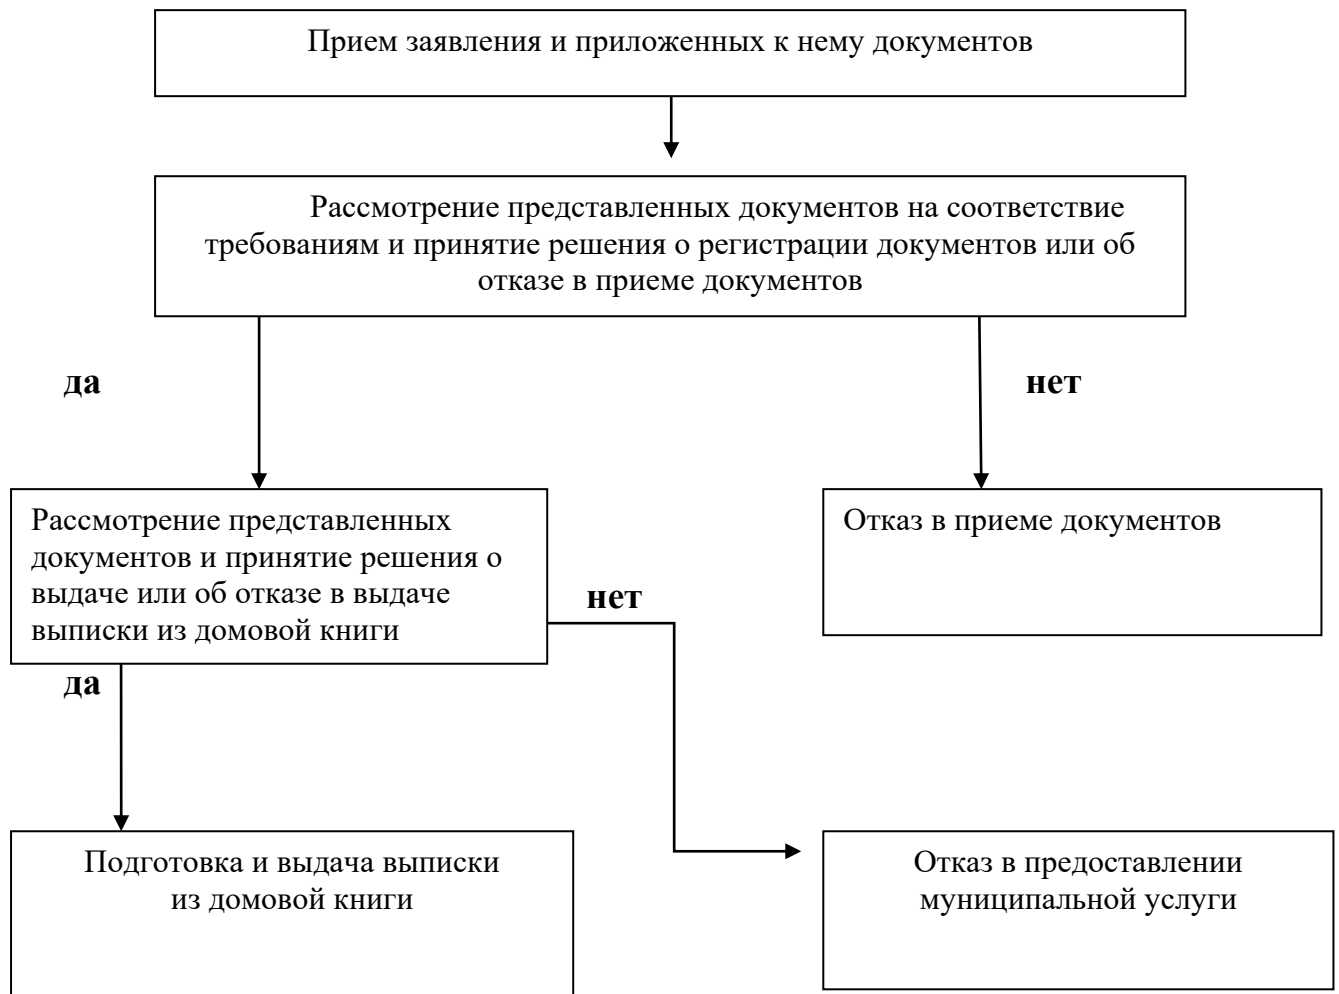 Прием заявления и приложенных к нему документов
Рассмотрение представленных документов на соответствие
требованиям и принятие решения о регистрации документов или об
отказе в приеме документов
да
нет
Рассмотрение представленных
документов и принятие решения о
выдаче или об отказе в выдаче
выписки из домовой книги
Отказ в приеме документов
нет
да
Подготовка и выдача выписки
из домовой книги
Отказ в предоставлении
муниципальной услуги